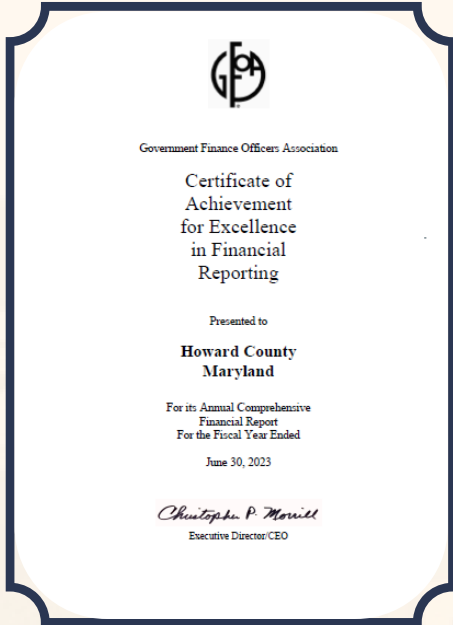 GFOA
Government Finance Officers Association
Certificate of
Achievement
for Excellence
in Financial
Reporting
Presented to
Howard County
Maryland
For its Annual Comprehensive
Financial Report
For the Fiscal Year Ended
June 30, 2023
Christopher P. Morrill
Executive Director/CEO